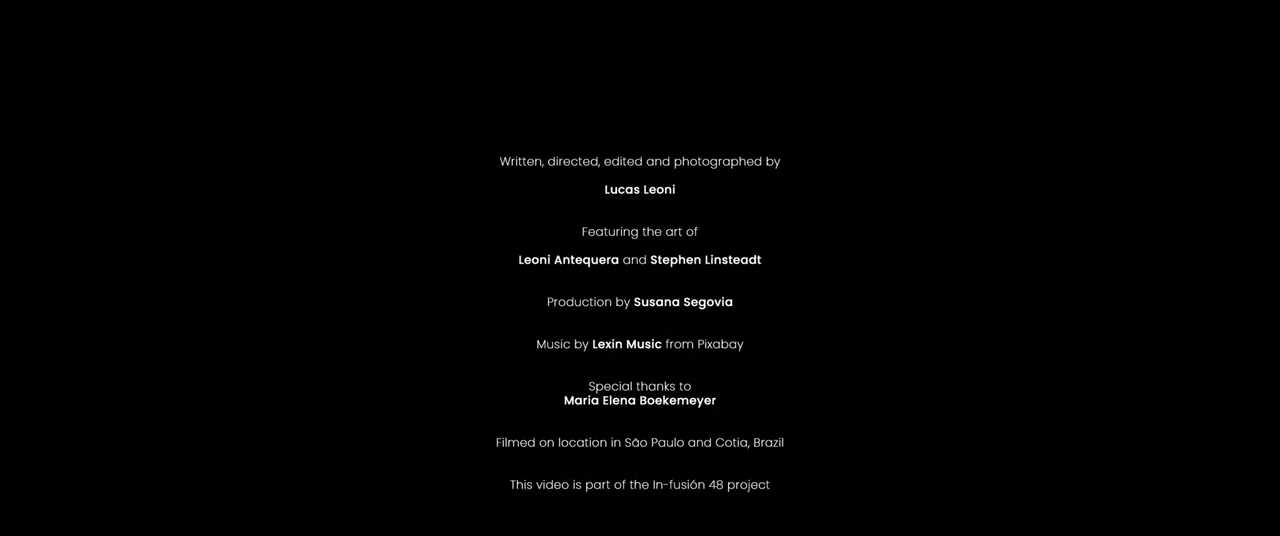 Written, directed, edited and photographed by
Lucas Leoni
Featuring the art of
Leoni Antequera and Stephen Linsteadt
Production by Susana Segovia
Music by Lexin Music from Pixabay
Special thanks to
Maria Elena Boekemeyer
Filmed on location in São Paulo and Cotia, Brazil
This video is part of the In-fusión 48 project